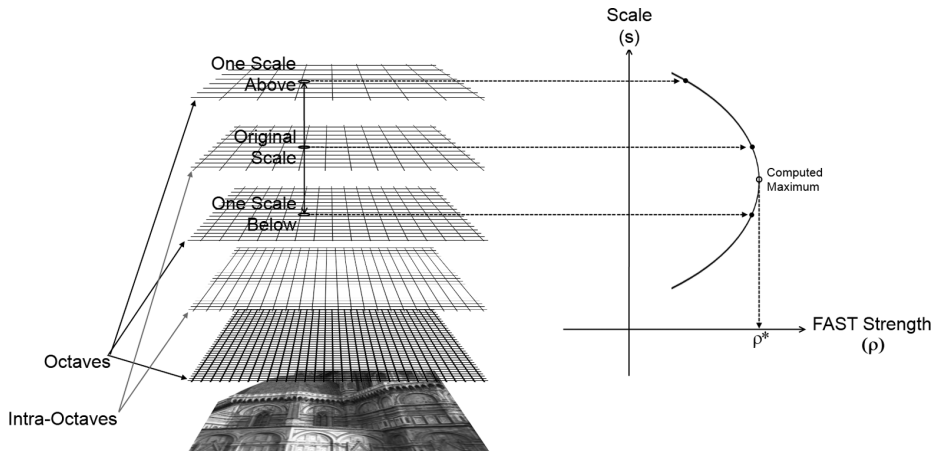 Scale
(s)
One Scale
Above
Original
Scale
One Scale
Below
Octaves
Intra-Octaves
Computed
Maximum
ρ*
FAST Strength
(ρ)